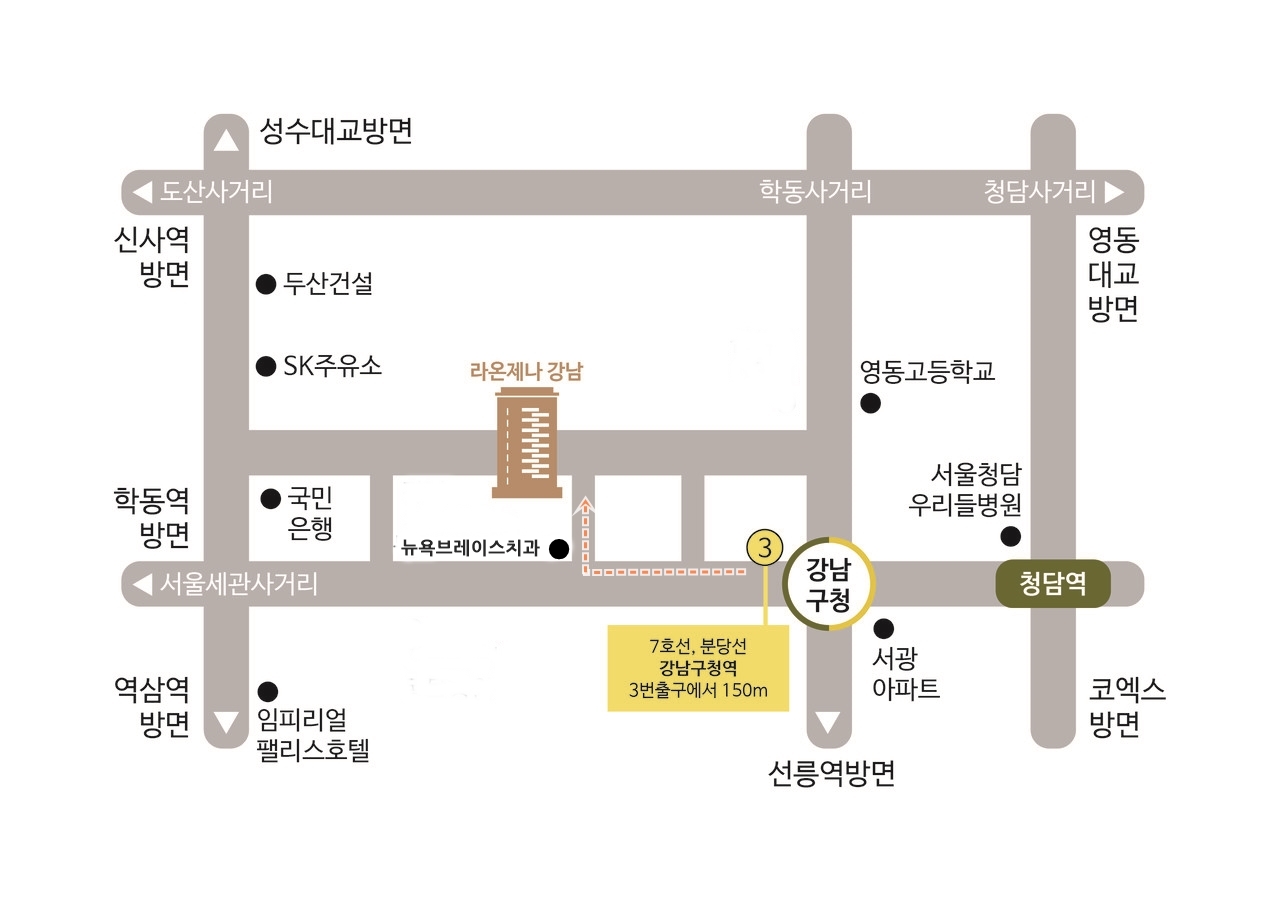 성수대교방면
도산사거리
학동사거리
청담사거리
신사역
방면
영동
대교
방면
두산건설
SK주유소
라온제나 강남
영동고등학교
서울청담
우리들병원
학동역
방면
국민
은행
뉴욕브레이스치과
3
강남
구청
청담역
서울세관사거리
7호선, 분당선
강남구청역
3번출구에서 150m
서광
아파트
역삼역
방면
임피리얼
팰리스호텔
코엑스
방면
선릉역방면